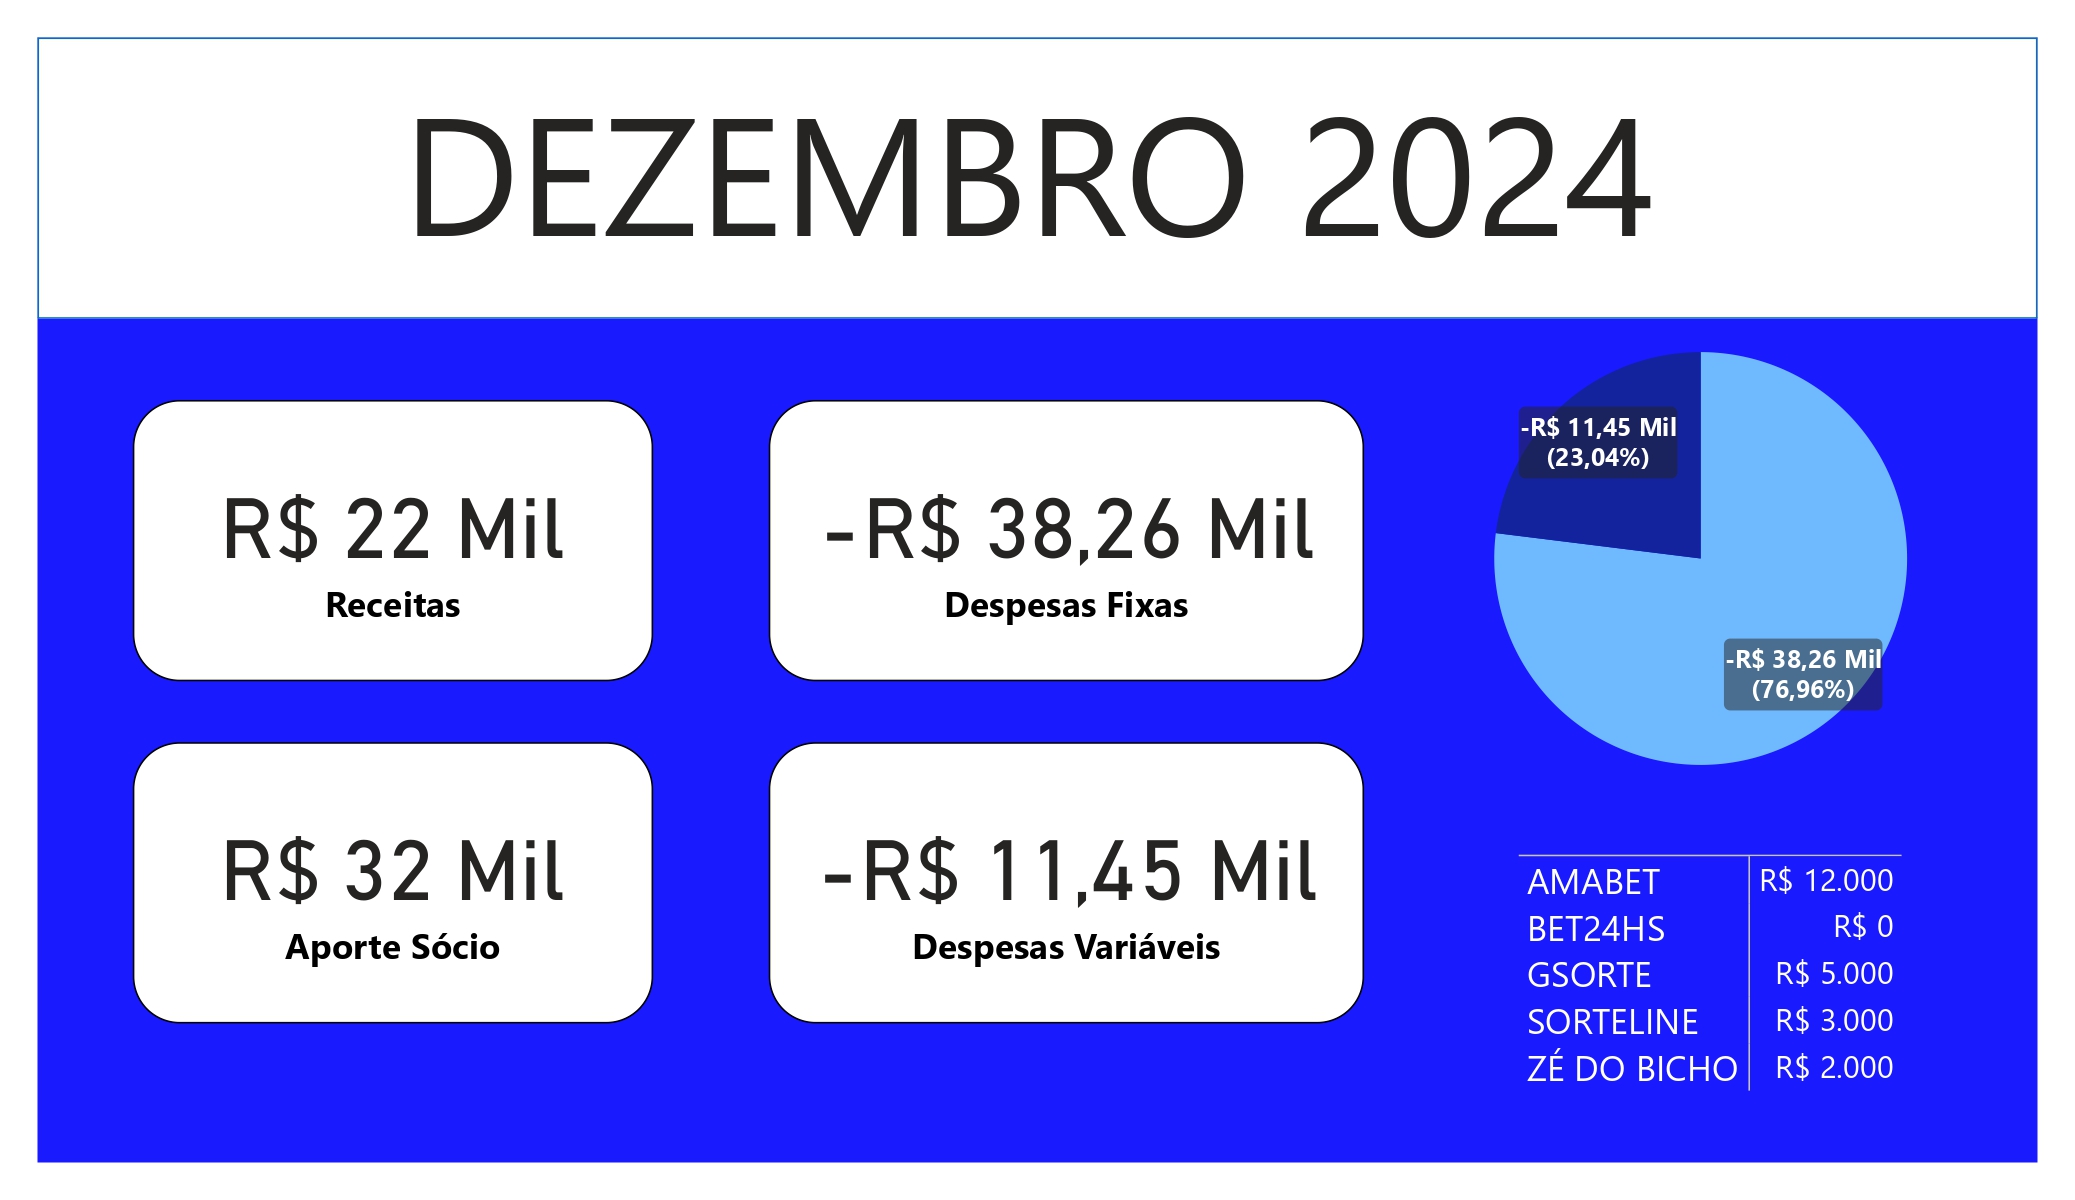 DEZEMBRO 2024
R$ 22 Mil
Receitas
-R$ 38,26 Mil
Despesas Fixas
R$ 32 Mil
Aporte Sócio
-R$ 11,45 Mil
Despesas Variáveis
-R$ 11,45 Mil
(23,04%)
-R$ 38,26 Mil
(76,96%)
AMABET R$ 12.000
BET24HS R$ 0
GSORTE R$ 5.000
SORTELINE R$ 3.000
ZÉ DO BICHO R$ 2.000